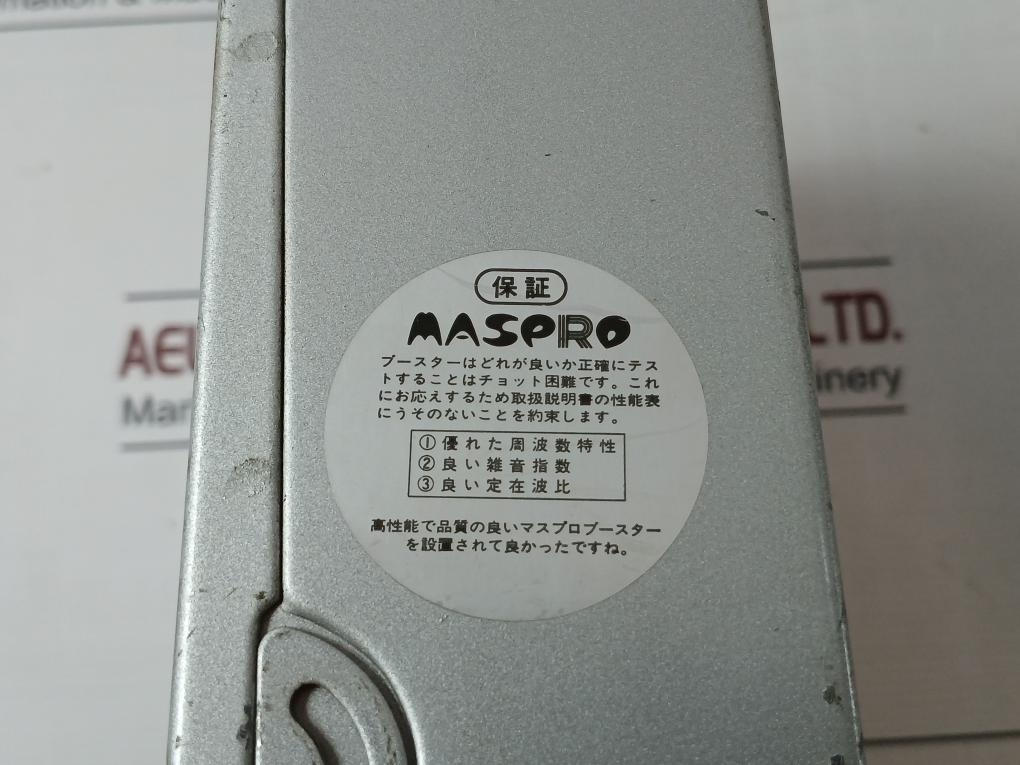 保証
MASPRO
ブースターはどれが良いか正確にテス
トすることはチョット困難です。これ
にお応えするため取扱説明書の性能表
にうそのないことを約束します。
①優れた周波数特性
②良い雑音指数
③良い定在波比
高性能で品質の良いマスプロブースター
を設置されて良かったですね。
LTD.